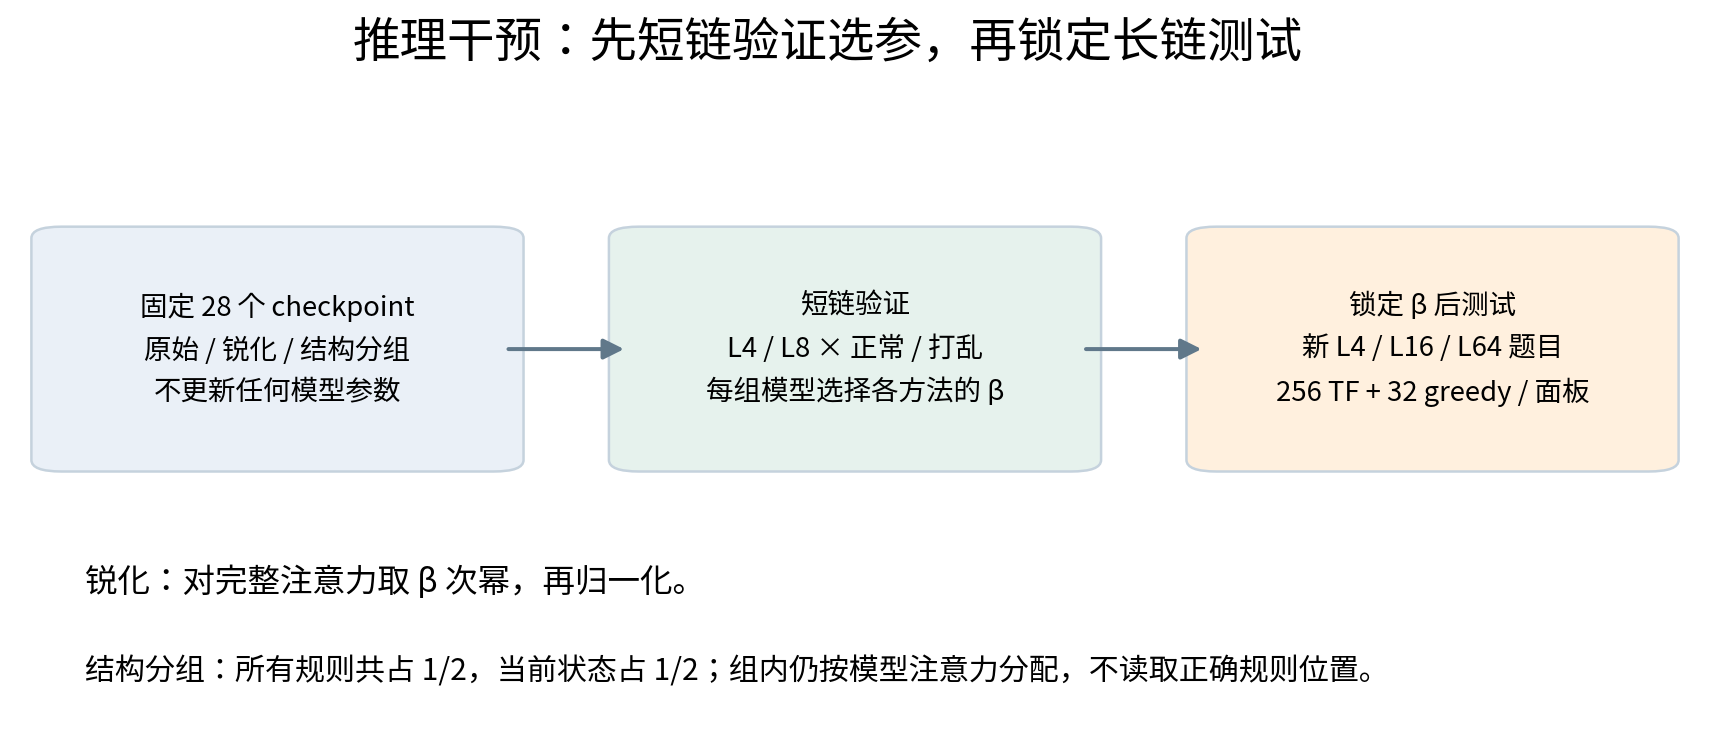 推理干预：先短链验证选参，再锁定长链测试
固定 28 个 checkpoint
原始 / 锐化 / 结构分组
不更新任何模型参数
短链验证
L4 / L8 × 正常 / 打乱
每组模型选择各方法的 β
锁定 β 后测试
新 L4 / L16 / L64 题目
256 TF + 32 greedy / 面板
锐化：对完整注意力取 β 次幂，再归一化。
结构分组：所有规则共占 1/2，当前状态占 1/2；组内仍按模型注意力分配，不读取正确规则位置。